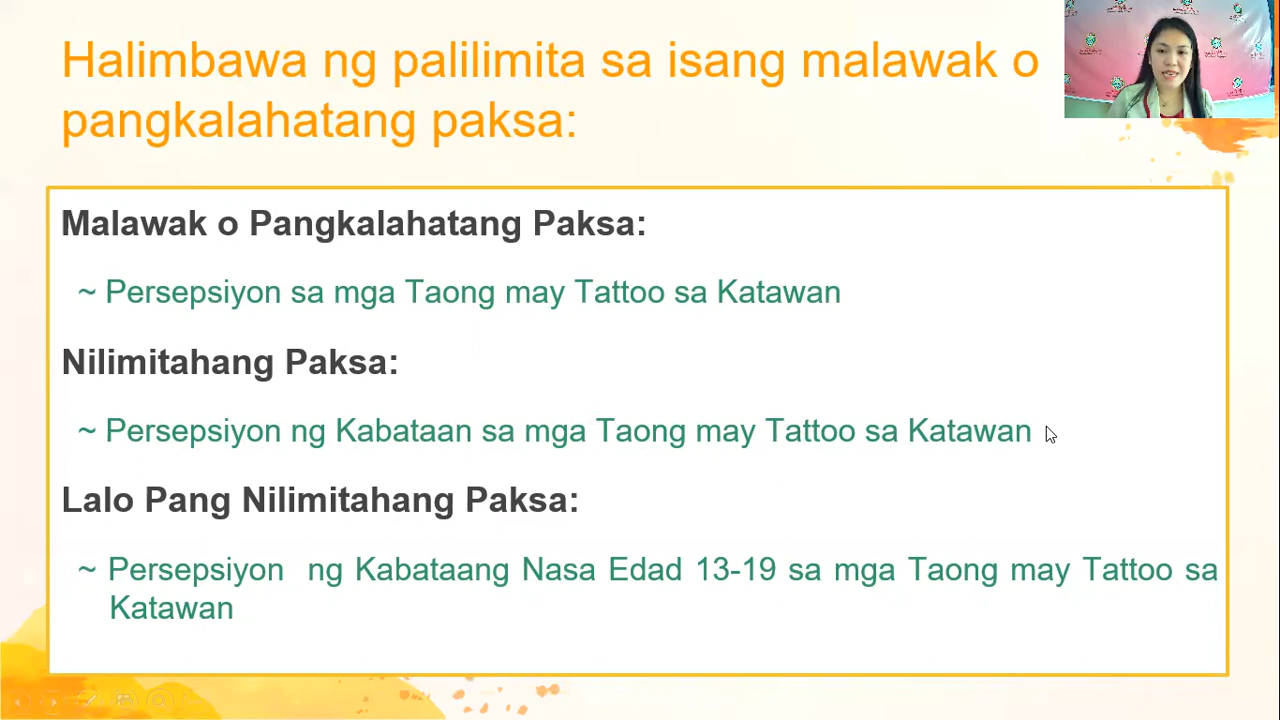 Halimbawa ng palilimita sa isang malawak o
pangkalahatang paksa:
Malawak o Pangkalahatang Paksa:
~ Persepsiyon sa mga Taong may Tattoo sa Katawan
Nilimitahang Paksa:
~ Persepsiyon ng Kabataan sa mga Taong may Tattoo sa Katawan
Lalo Pang Nilimitahang Paksa:
~ Persepsiyon ng Kabataang Nasa Edad 13-19 sa mga Taong may Tattoo sa
Katawan